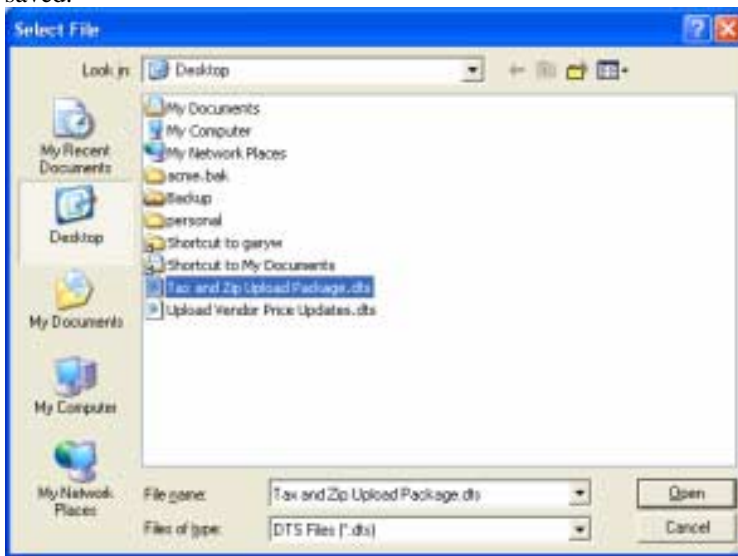 saved.
Select File
Look in
Desktop
My Recent
Documents
Desktop
My Documents
My Computer
My Network
Places
My Documents
My Computer
My Network Places
acme.bak
Backup
personal
Shortcut to garyw
Shortcut to My Documents
Tax and Zip Upload Package.dts
Upload Vendor Price Updates.dts
File name:
Tax and Zip Upload Package.dts
Open
Files of type:
DTS Files (*.dts)
Cancel